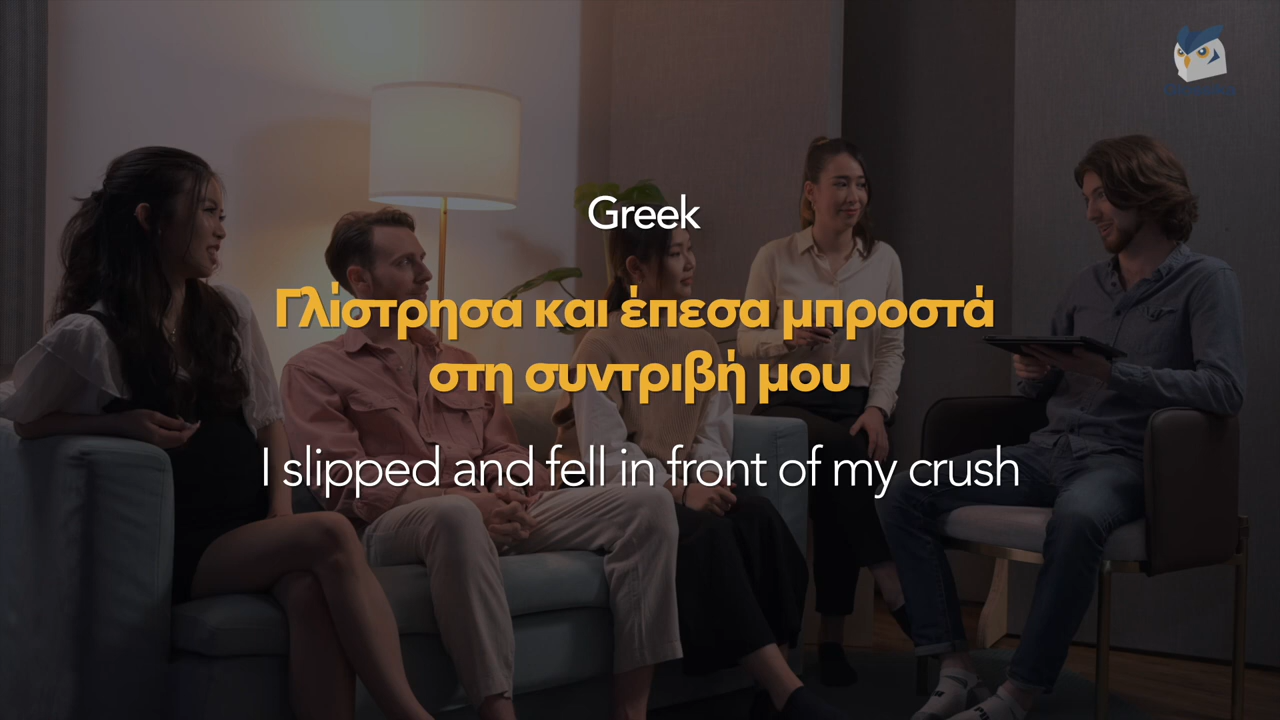 Greek
Γλίστρησα και έπεσα μπροστά
στη συντριβή μου
I slipped and fell in front of my crush